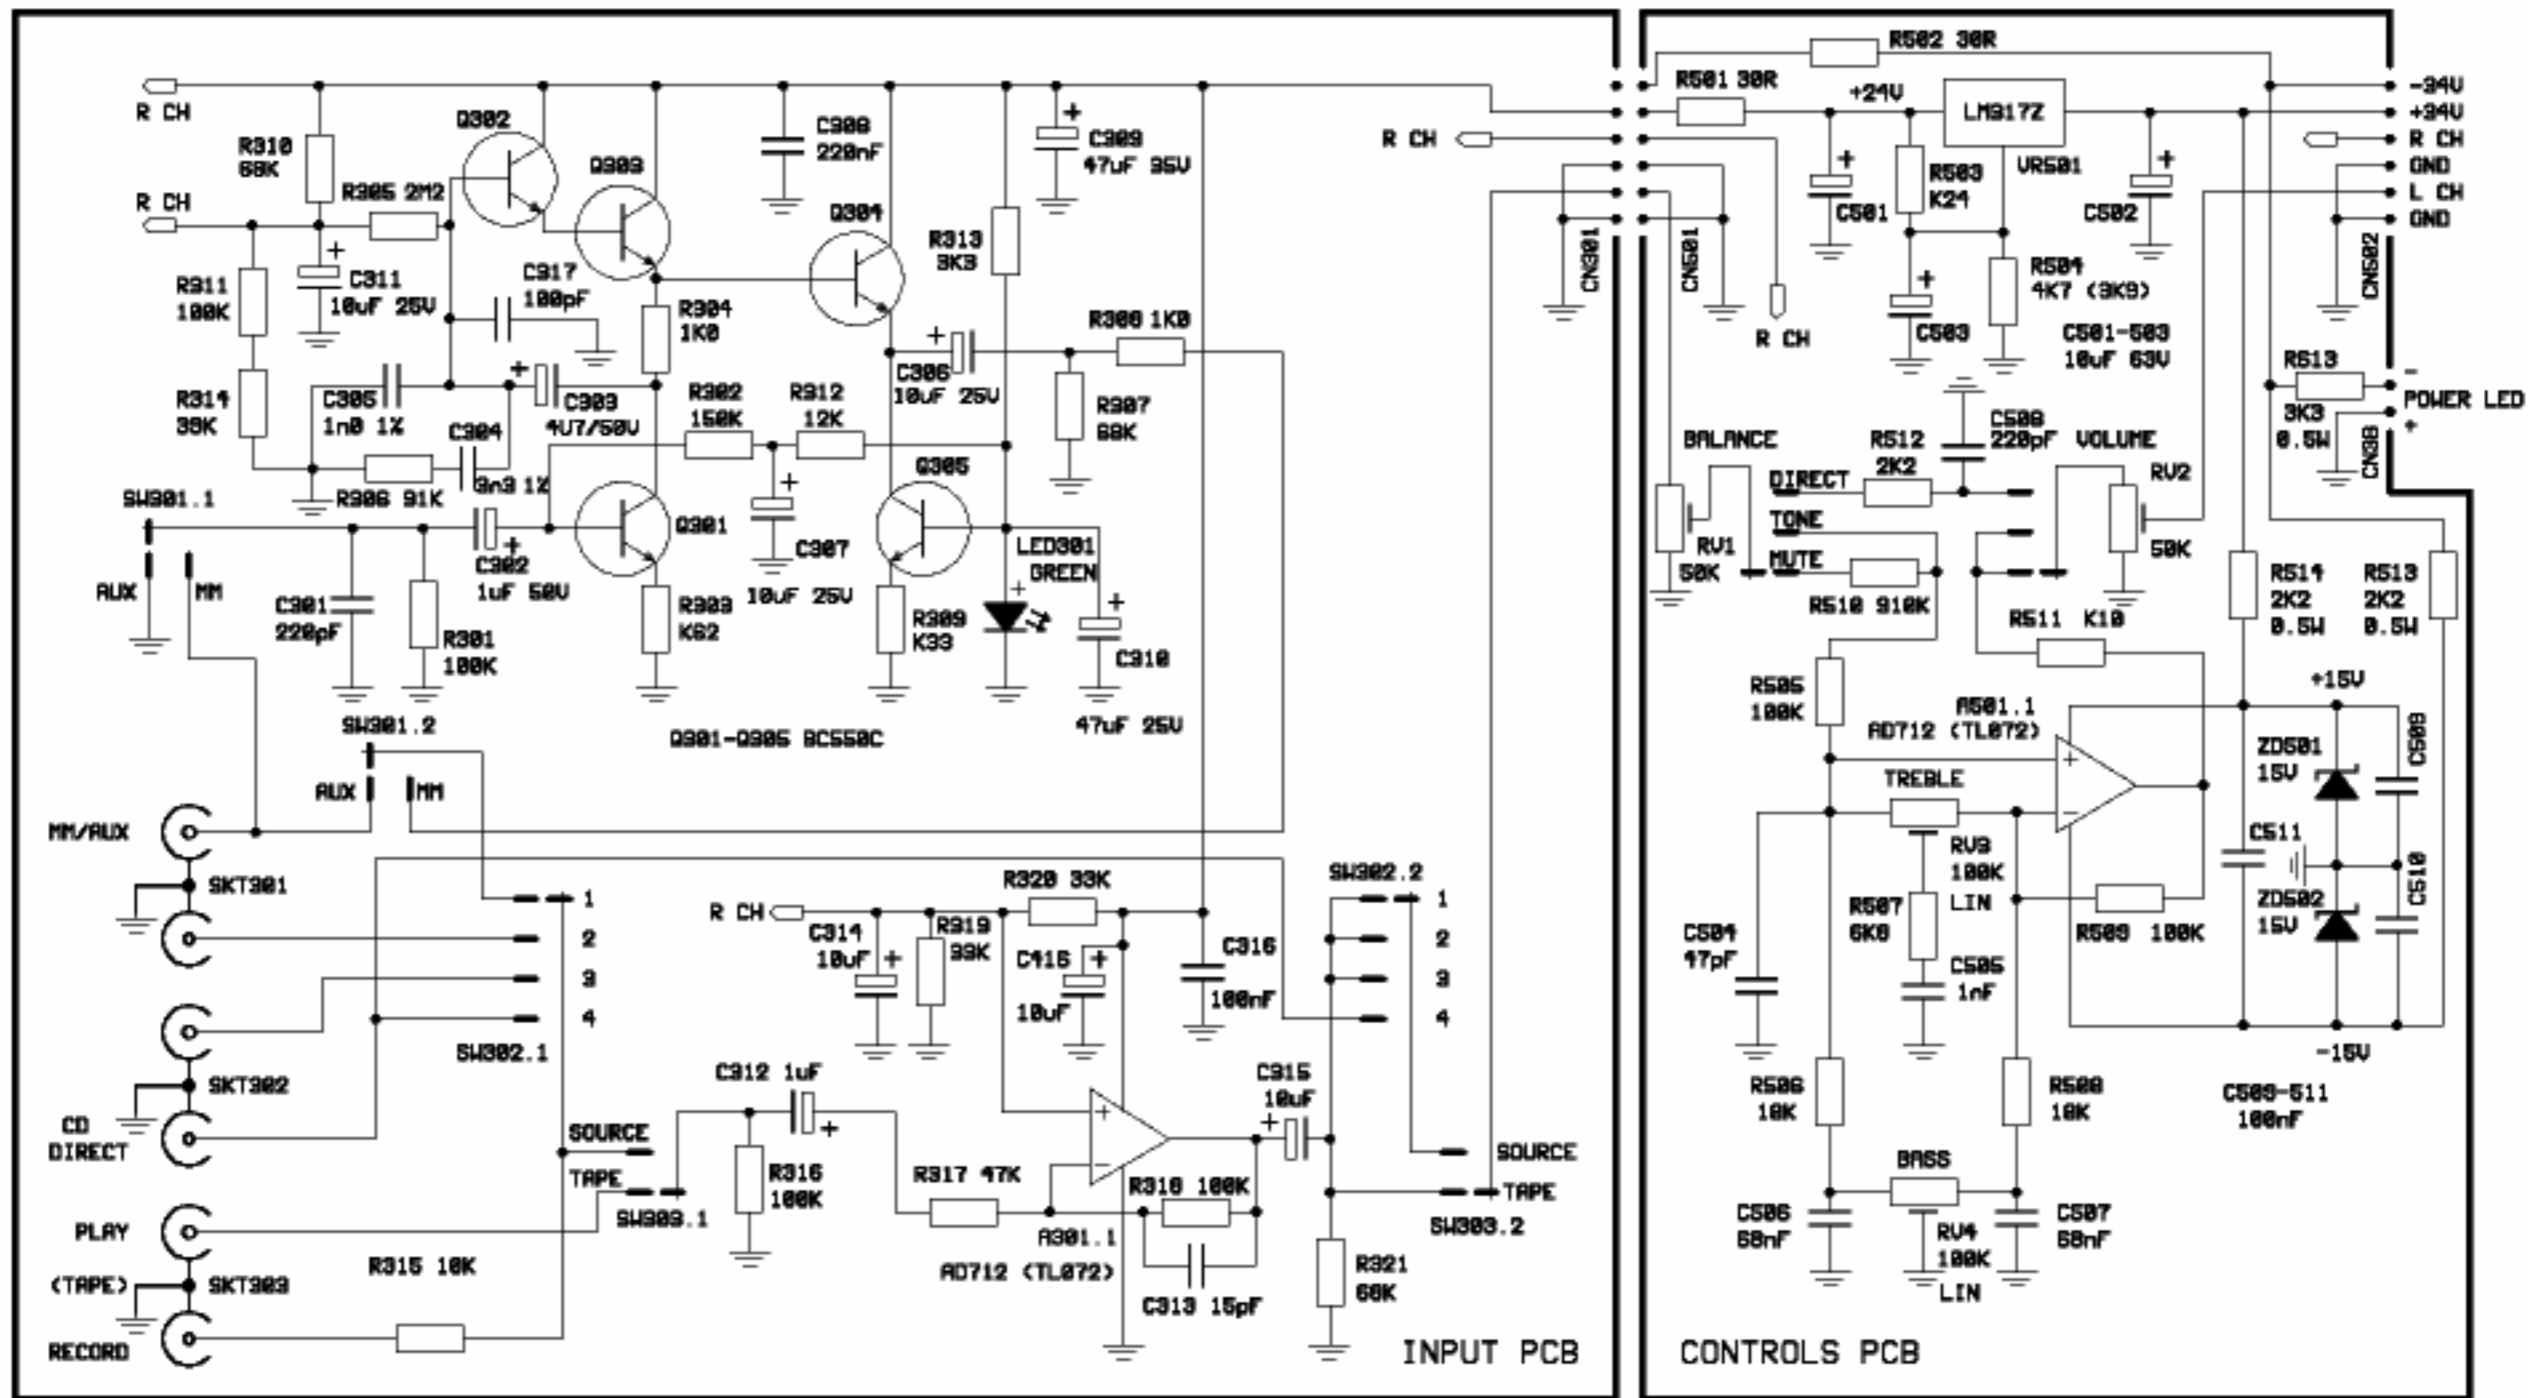 R CH
R310
68K
Q302
R305 2M2
R CH
R311
100K
C311
10uF 25V
C317
100pF
Q303
R304
1K0
C308
220nF
Q304
C309
47uF 35V
R313
3K3
R308 1K0
C306
10uF 25V
R307
68K
R314
39K
C305
1n0 1%
C303
4U7/50V
C304
3n3 1%
R306 91K
R302
150K
R312
12K
Q305
SW301.1
AUX
MM
C301
220pF
R301
100K
C302
1uF 50V
Q301
R303
K62
C307
10uF 25V
R309
K33
LED301
GREEN
C310
47uF 25V
Q301-Q305 BC550C
SW301.2
AUX
MM
MM/AUX
SKT301
SKT302
CD
DIRECT
PLAY
(TAPE)
SKT303
RECORD
R315 10K
1
2
3
4
SW302.1
SOURCE
TAPE
SW303.1
R CH
C314
10uF
R319
33K
R320 33K
C416
10uF
C316
100nF
C312 1uF
R316
100K
R317 47K
A301.1
AD712 (TL072)
R318 100K
C313 15pF
C315
10uF
SW302.2
1
2
3
4
SOURCE
TAPE
SW303.2
R321
68K
INPUT PCB
R CH
CN301
CN501
R502 30R
R501 30R
+24V
LM317Z
VR501
R503
K24
C501
C502
R504
4K7 (3K9)
C503
C501-503
10uF 63V
R CH
-34V
+34V
R CH
GND
L CH
GND
CN502
R613
3K3
0.5W
-
POWER LED
+
CN38
BALANCE
RV1
50K
DIRECT
TONE
MUTE
R512
2K2
C508
220pF
VOLUME
RV2
50K
R510 910K
R511 K10
R505
100K
A501.1
AD712 (TL072)
R514
2K2
0.5W
R513
2K2
0.5W
+15V
ZD501
15V
C509
C511
ZD502
15V
C510
-15V
C509-511
100nF
TREBLE
RV3
100K
LIN
R507
6K8
C505
1nF
R509 100K
C504
47pF
R506
18K
R508
18K
BASS
C506
68nF
RV4
100K
LIN
C507
68nF
CONTROLS PCB